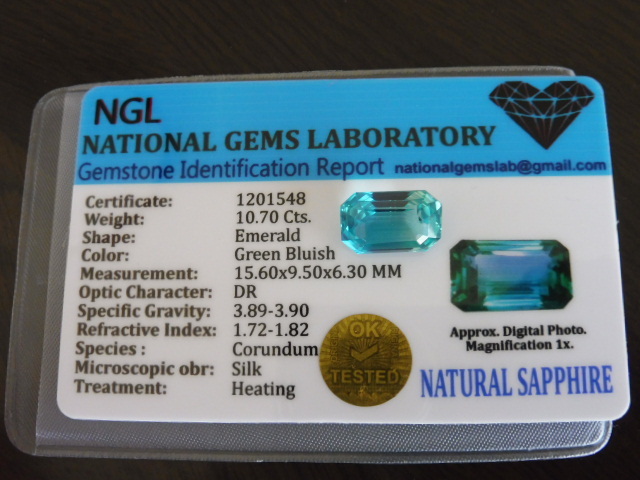 NGL
NATIONAL GEMS LABORATORY
Gemstone Identification Report nationalgemslab@gmail.com
Certificate: 1201548
Weight: 10.70 Cts.
Shape: Emerald
Color: Green Bluish
Measurement: 15.60x9.50x6.30 MM
Optic Character: DR
Specific Gravity: 3.89-3.90
Refractive Index: 1.72-1.82
Species : Corundum
Microscopic obr: Silk
Treatment: Heating
OK
TESTED
Approx. Digital Photo.
Magnification 1x.
NATURAL SAPPHIRE